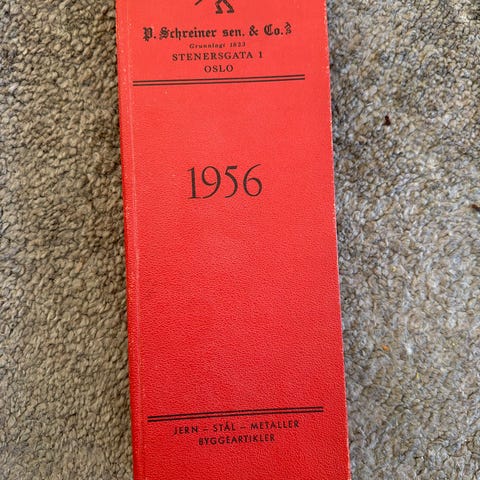 P. Schreiner sen. & Co. A/S
Grunnlagt 1823
STENERSGATA 1
OSLO
1956
JERN – STÅL – METALLER
BYGGEARTIKLER